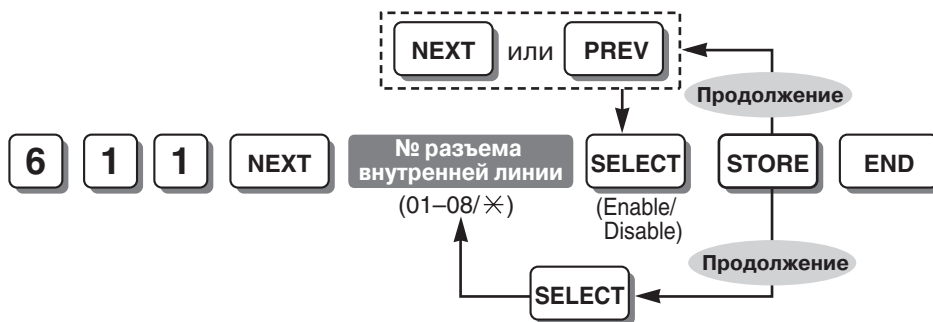 NEXT или PREV
Продолжение
6 1 1 NEXT № разъема внутренней линии SELECT STORE END
(01–08/✳) (Enable/
Disable)
Продолжение
SELECT